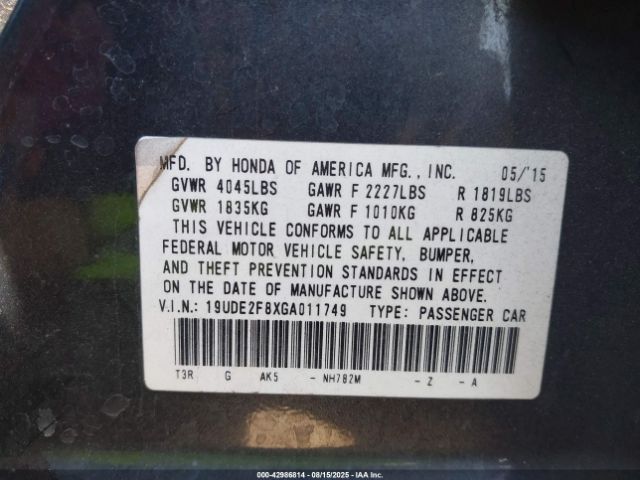 MFD. BY HONDA OF AMERICA MFG., INC. 05/'15
GVWR 4045LBS GAWR F 2227LBS R 1819LBS
GVWR 1835KG GAWR F 1010KG R 825KG
THIS VEHICLE CONFORMS TO ALL APPLICABLE
FEDERAL MOTOR VEHICLE SAFETY, BUMPER,
AND THEFT PREVENTION STANDARDS IN EFFECT
ON THE DATE OF MANUFACTURE SHOWN ABOVE.
V.I.N.: 19UDE2F8XGA011749 TYPE: PASSENGER CAR
T3R G AK5 - NH782M - Z - A
000-42986814 - 08/15/2025 - IAA Inc.